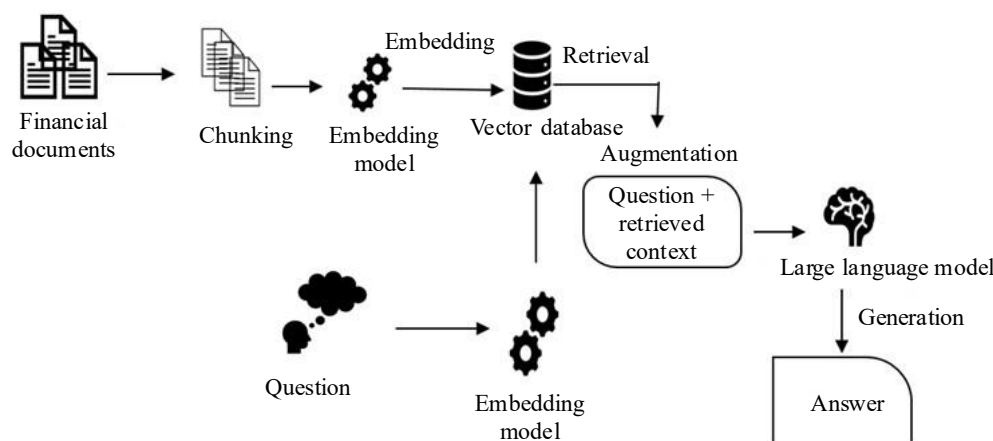 Embedding
Retrieval
Financial
documents
Chunking
Embedding
model
Vector database
Augmentation
Question +
retrieved
context
Large language model
Question
Embedding
model
Generation
Answer